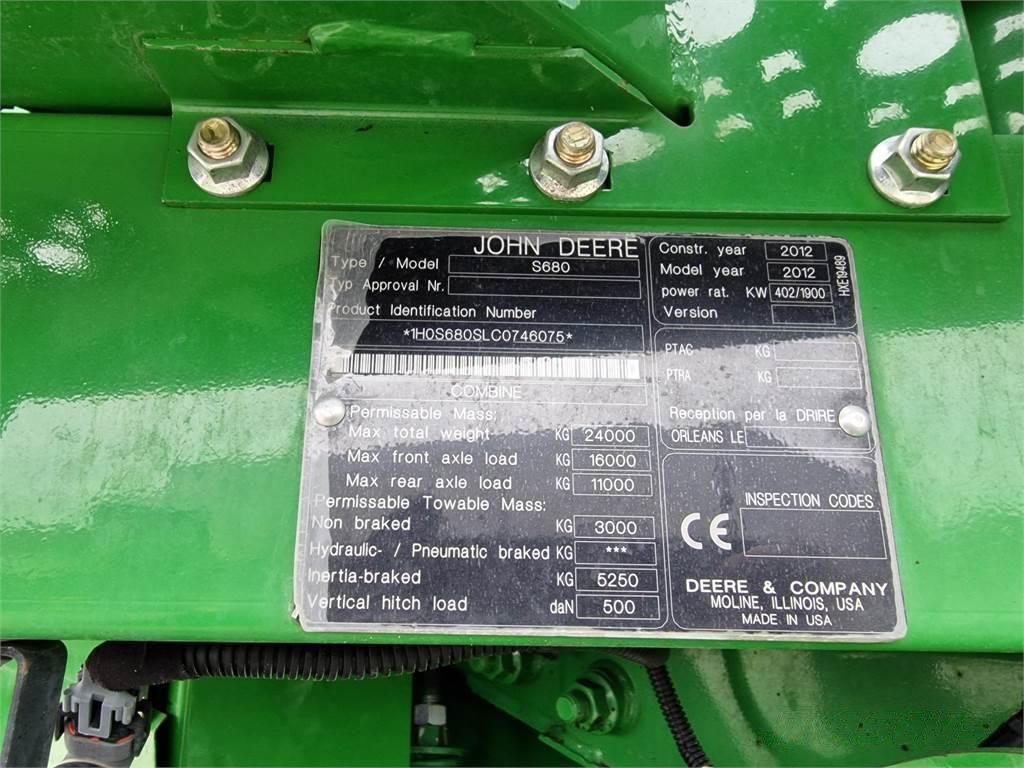 JOHN DEERE
Type / Model S680
Typ Approval Nr.
Product Identification Number
*1H0S680SLC0746075*
COMBINE
Permissable Mass:
Max total weight KG 24000
Max front axle load KG 16000
Max rear axle load KG 11000
Permissable Towable Mass:
Non braked KG 3000
Hydraulic- / Pneumatic braked KG ***
Inertia-braked KG 5250
Vertical hitch load daN 500
Constr. year 2012
Model year 2012
power rat. KW 402/1900
Version
HXE19489
PTAC KG
PTRA KG
Reception per la DRIRE
ORLEANS LE
INSPECTION CODES
CE
DEERE & COMPANY
MOLINE, ILLINOIS, USA
MADE IN USA